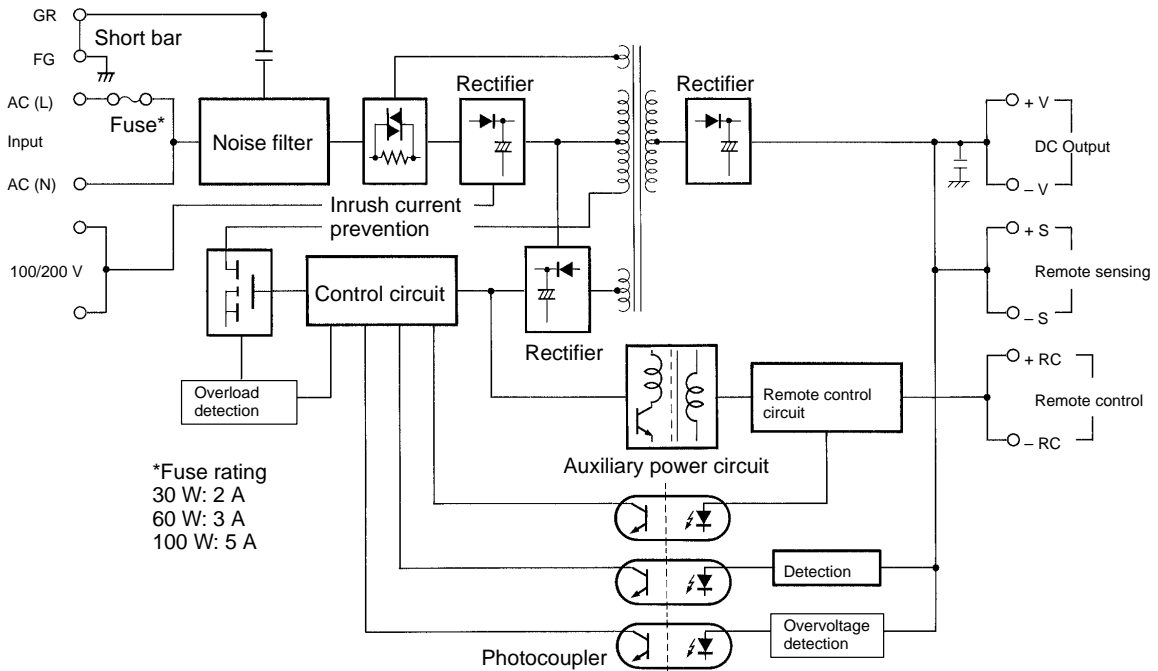 GR
Short bar
FG
AC (L)
Fuse*
Input
AC (N)
Noise filter
Rectifier
Rectifier
+ V
DC Output
– V
Inrush current
prevention
100/200 V
Control circuit
Rectifier
+ S
Remote sensing
– S
Overload
detection
Remote control
circuit
+ RC
Remote control
– RC
Auxiliary power circuit
*Fuse rating
30 W: 2 A
60 W: 3 A
100 W: 5 A
Detection
Overvoltage
detection
Photocoupler